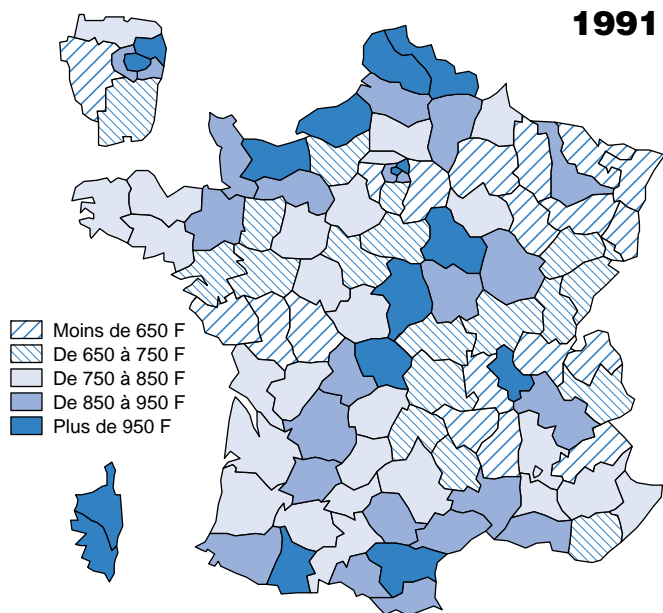 1991
Moins de 650 F
De 650 à 750 F
De 750 à 850 F
De 850 à 950 F
Plus de 950 F